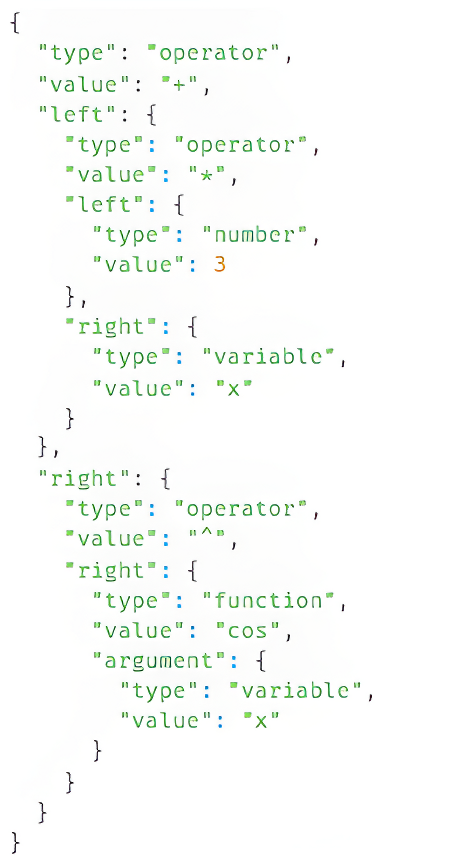 {
  "type": "operator",
  "value": "+",
  "left": {
    "type": "operator",
    "value": "*",
    "left": {
      "type": "number",
      "value": 3
    },
    "right": {
      "type": "variable",
      "value": "x"
    }
  },
  "right": {
    "type": "operator",
    "value": "^",
    "right": {
      "type": "function",
      "value": "cos",
      "argument": {
        "type": "variable",
        "value": "x"
      }
    }
  }
}